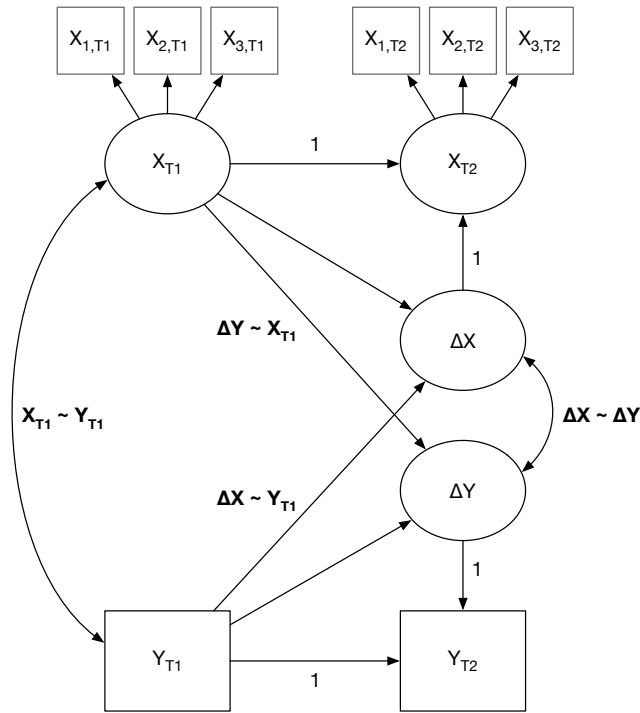 X1,T1 X2,T1 X3,T1 X1,T2 X2,T2 X3,T2
XT1 1 XT2
1
ΔY ~ XT1
ΔX
XT1 ~ YT1 ΔX ~ ΔY
ΔX ~ YT1
ΔY
1
YT1 1 YT2